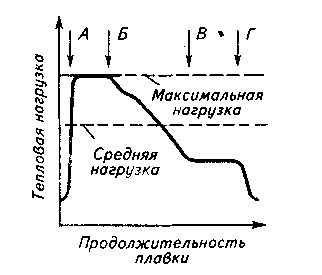 А Б В Г
Максимальная
нагрузка
Средняя
нагрузка
Тепловая нагрузка
Продолжительность
плавки